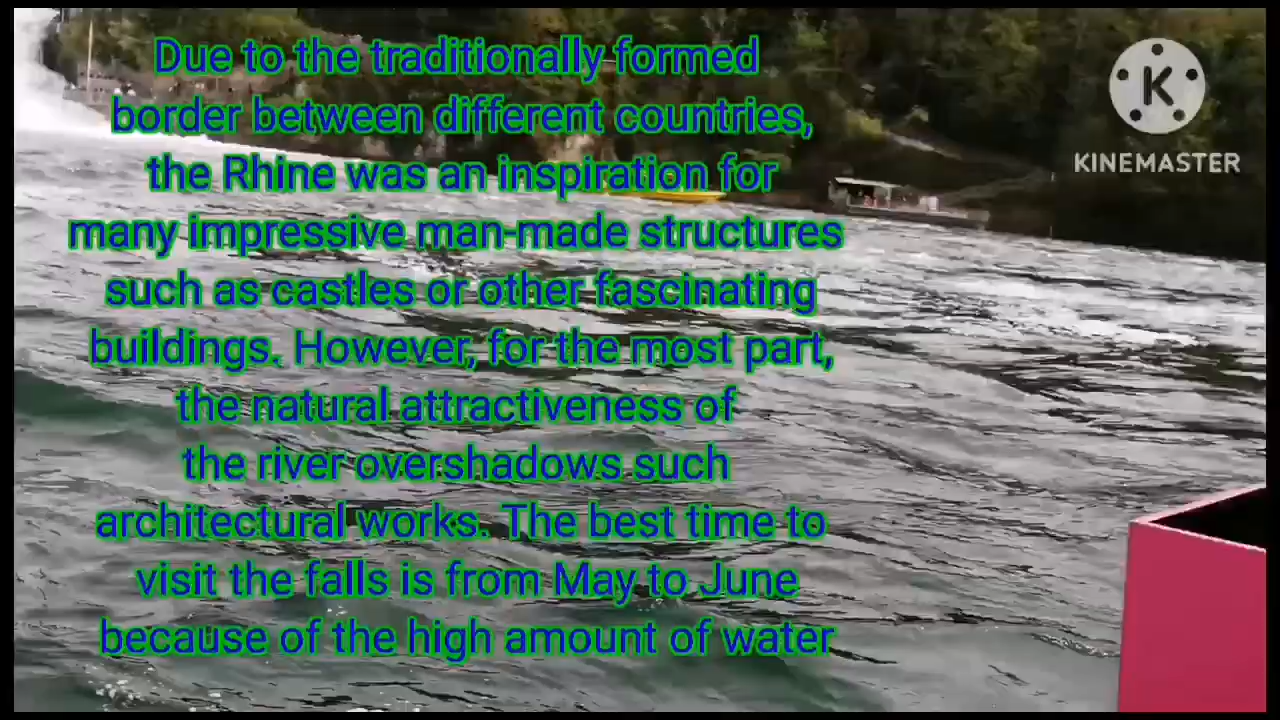 Due to the traditionally formed
border between different countries,
the Rhine was an inspiration for
many impressive man-made structures
such as castles or other fascinating
buildings. However, for the most part,
the natural attractiveness of
the river overshadows such
architectural works. The best time to
visit the falls is from May to June
because of the high amount of water
K
KINEMASTER